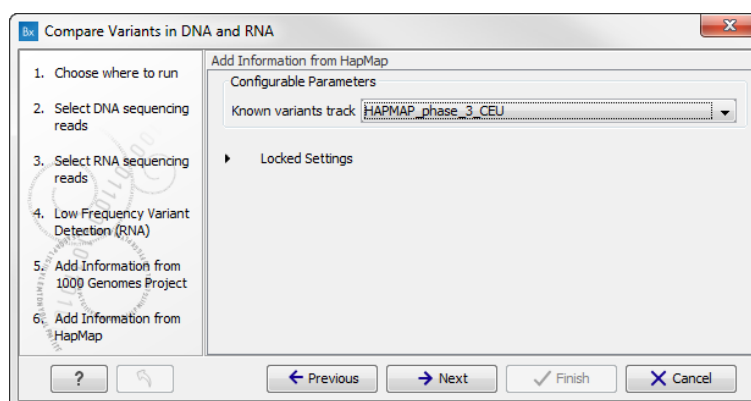 Bx Compare Variants in DNA and RNA
X
1. Choose where to run
2. Select DNA sequencing
reads
3. Select RNA sequencing
reads
4. Low Frequency Variant
Detection (RNA)
5. Add Information from
1000 Genomes Project
6. Add Information from
HapMap
Add Information from HapMap
Configurable Parameters
Known variants track HAPMAP_phase_3_CEU
Locked Settings
? Previous Next Finish Cancel